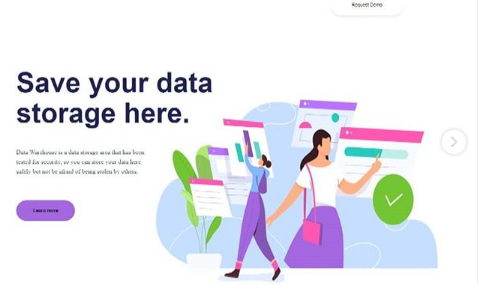 Request Demo
Save your data
storage here.
Data Warehouse is a data storage area that has been
tested for security, so you can store your data here
safely but not be afraid of being stolen by others.
Learn more